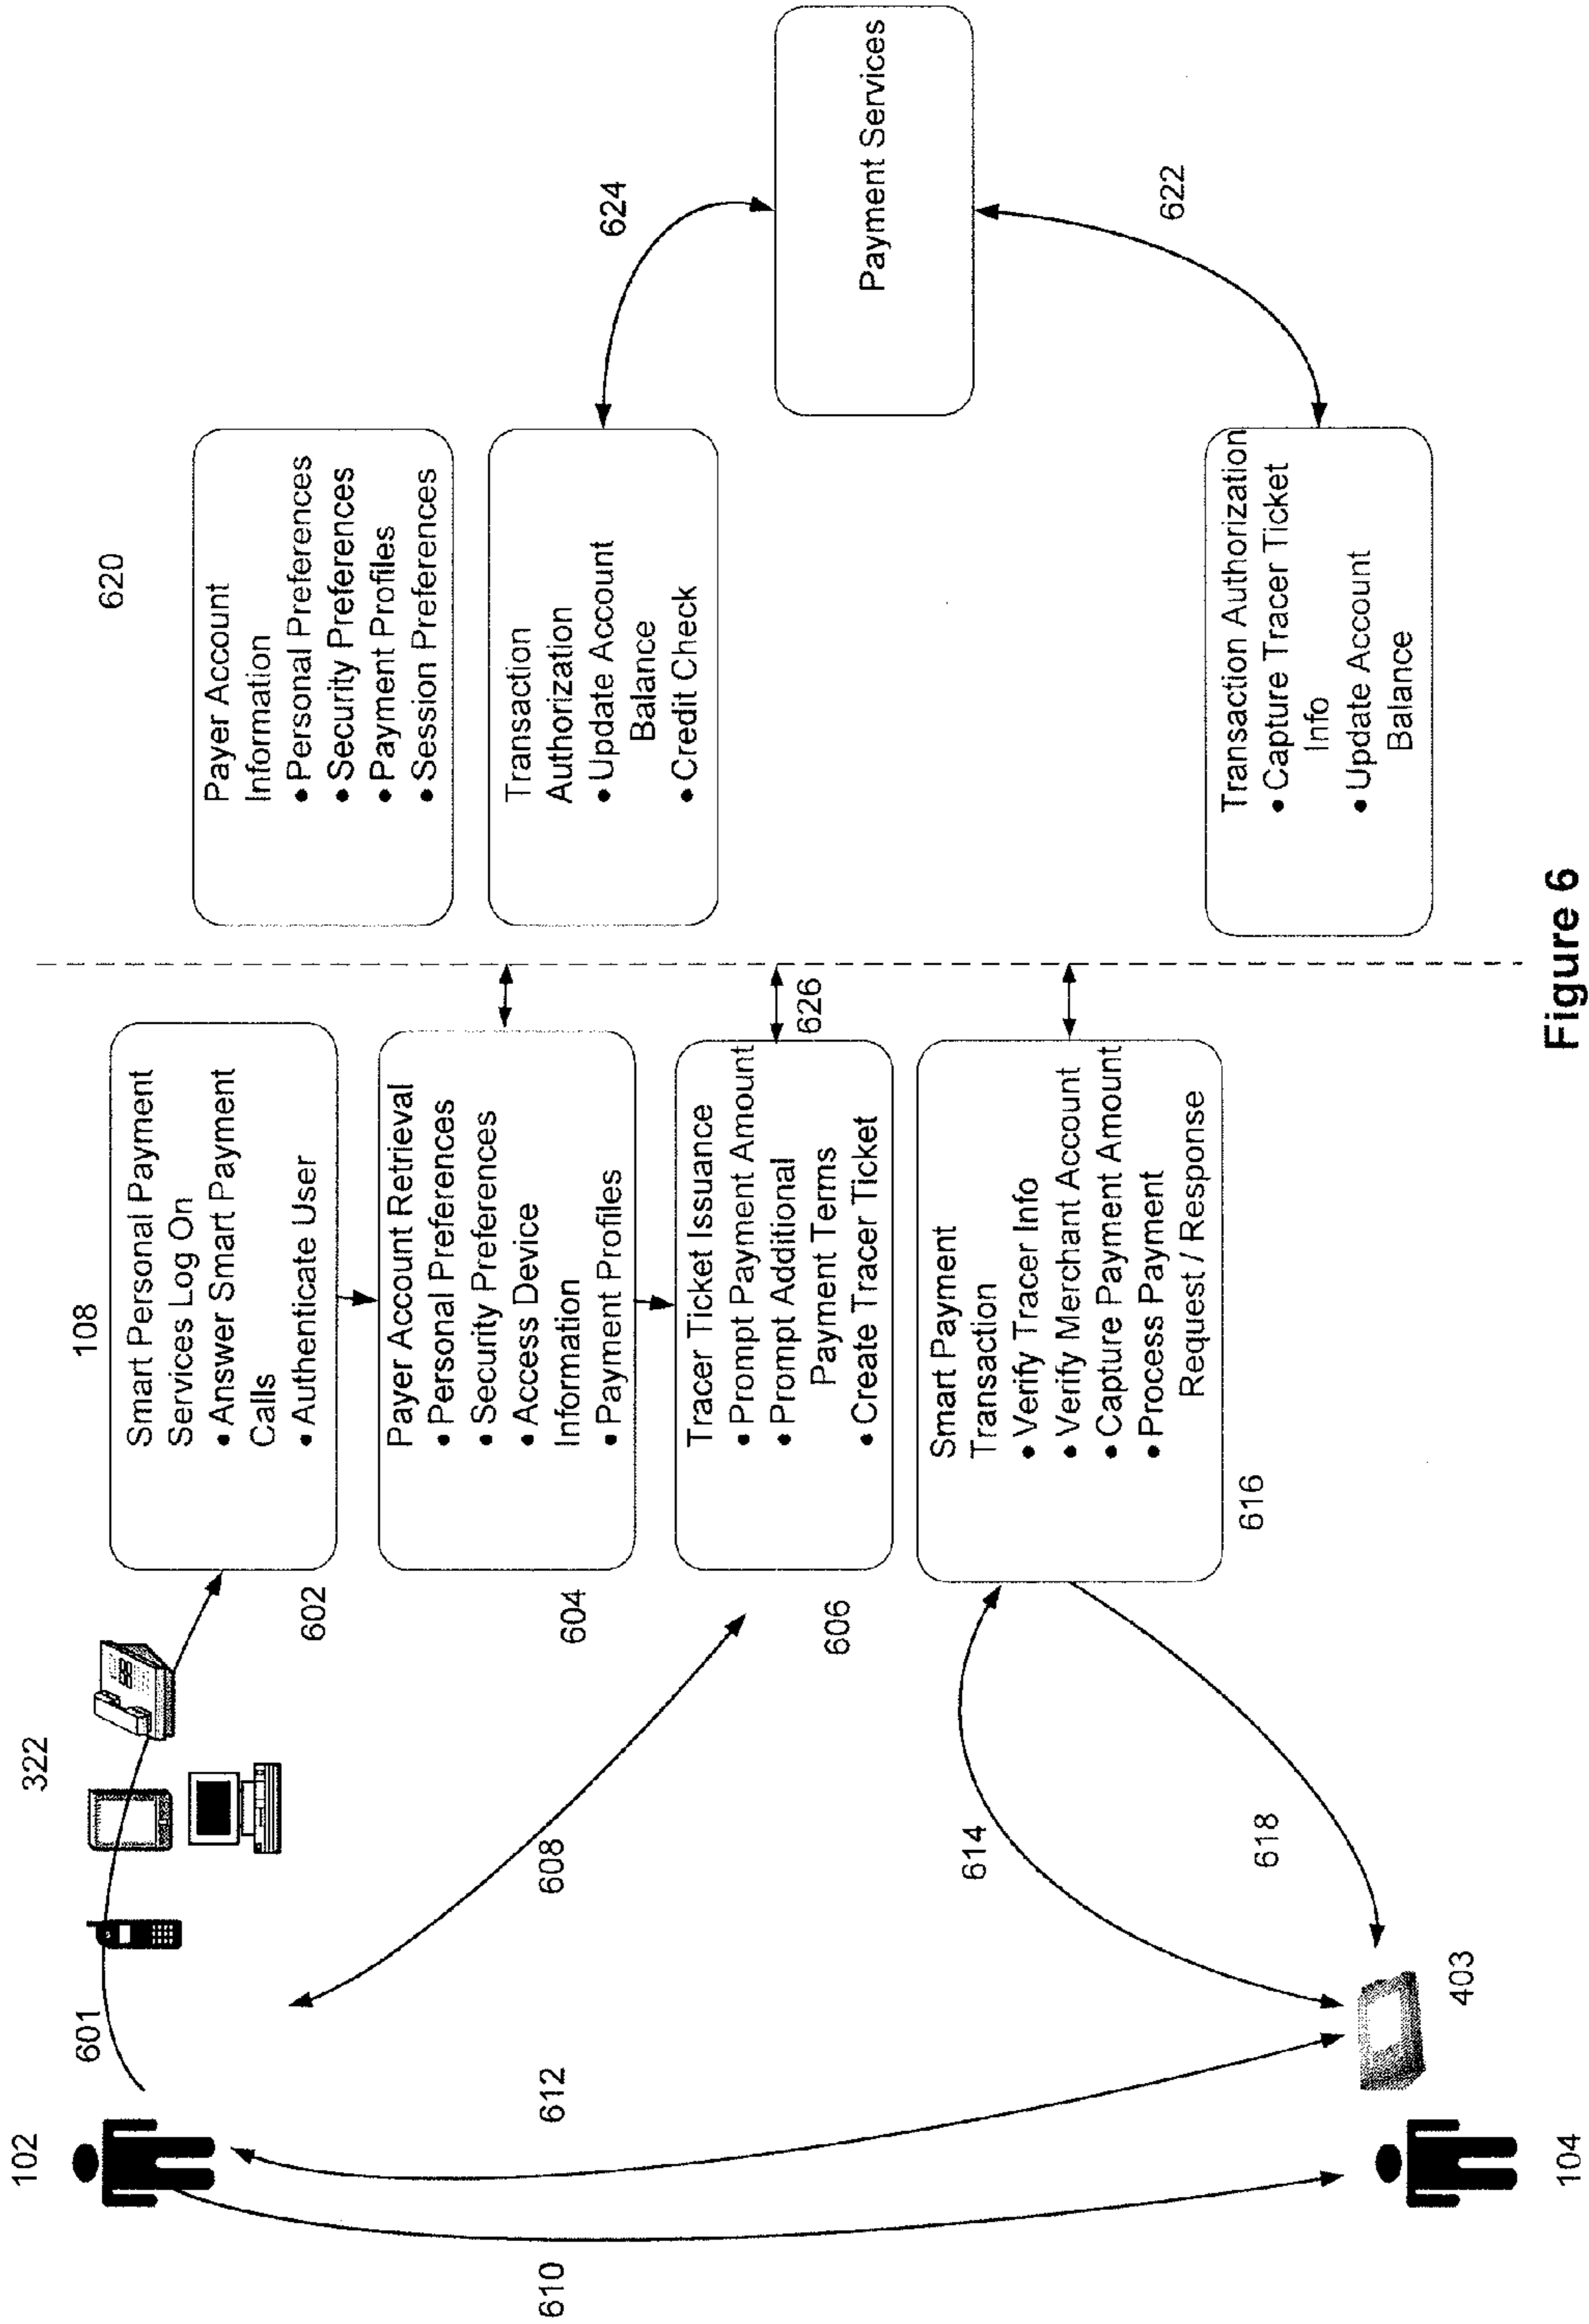 102
601
322
108
620
Smart Personal Payment
Services Log On
• Answer Smart Payment
Calls
• Authenticate User
602
Payer Account Retrieval
• Personal Preferences
• Security Preferences
• Access Device
Information
• Payment Profiles
604
Tracer Ticket Issuance
• Prompt Payment Amount
• Prompt Additional
Payment Terms
• Create Tracer Ticket
606
626
Smart Payment
Transaction
• Verify Tracer Info
• Verify Merchant Account
• Capture Payment Amount
• Process Payment
Request / Response
616
Payer Account
Information
• Personal Preferences
• Security Preferences
• Payment Profiles
• Session Preferences
Transaction
Authorization
• Update Account
Balance
• Credit Check
624
Payment Services
622
Transaction Authorization
• Capture Tracer Ticket
Info
• Update Account
Balance
608
610
612
614
618
403
104
Figure 6